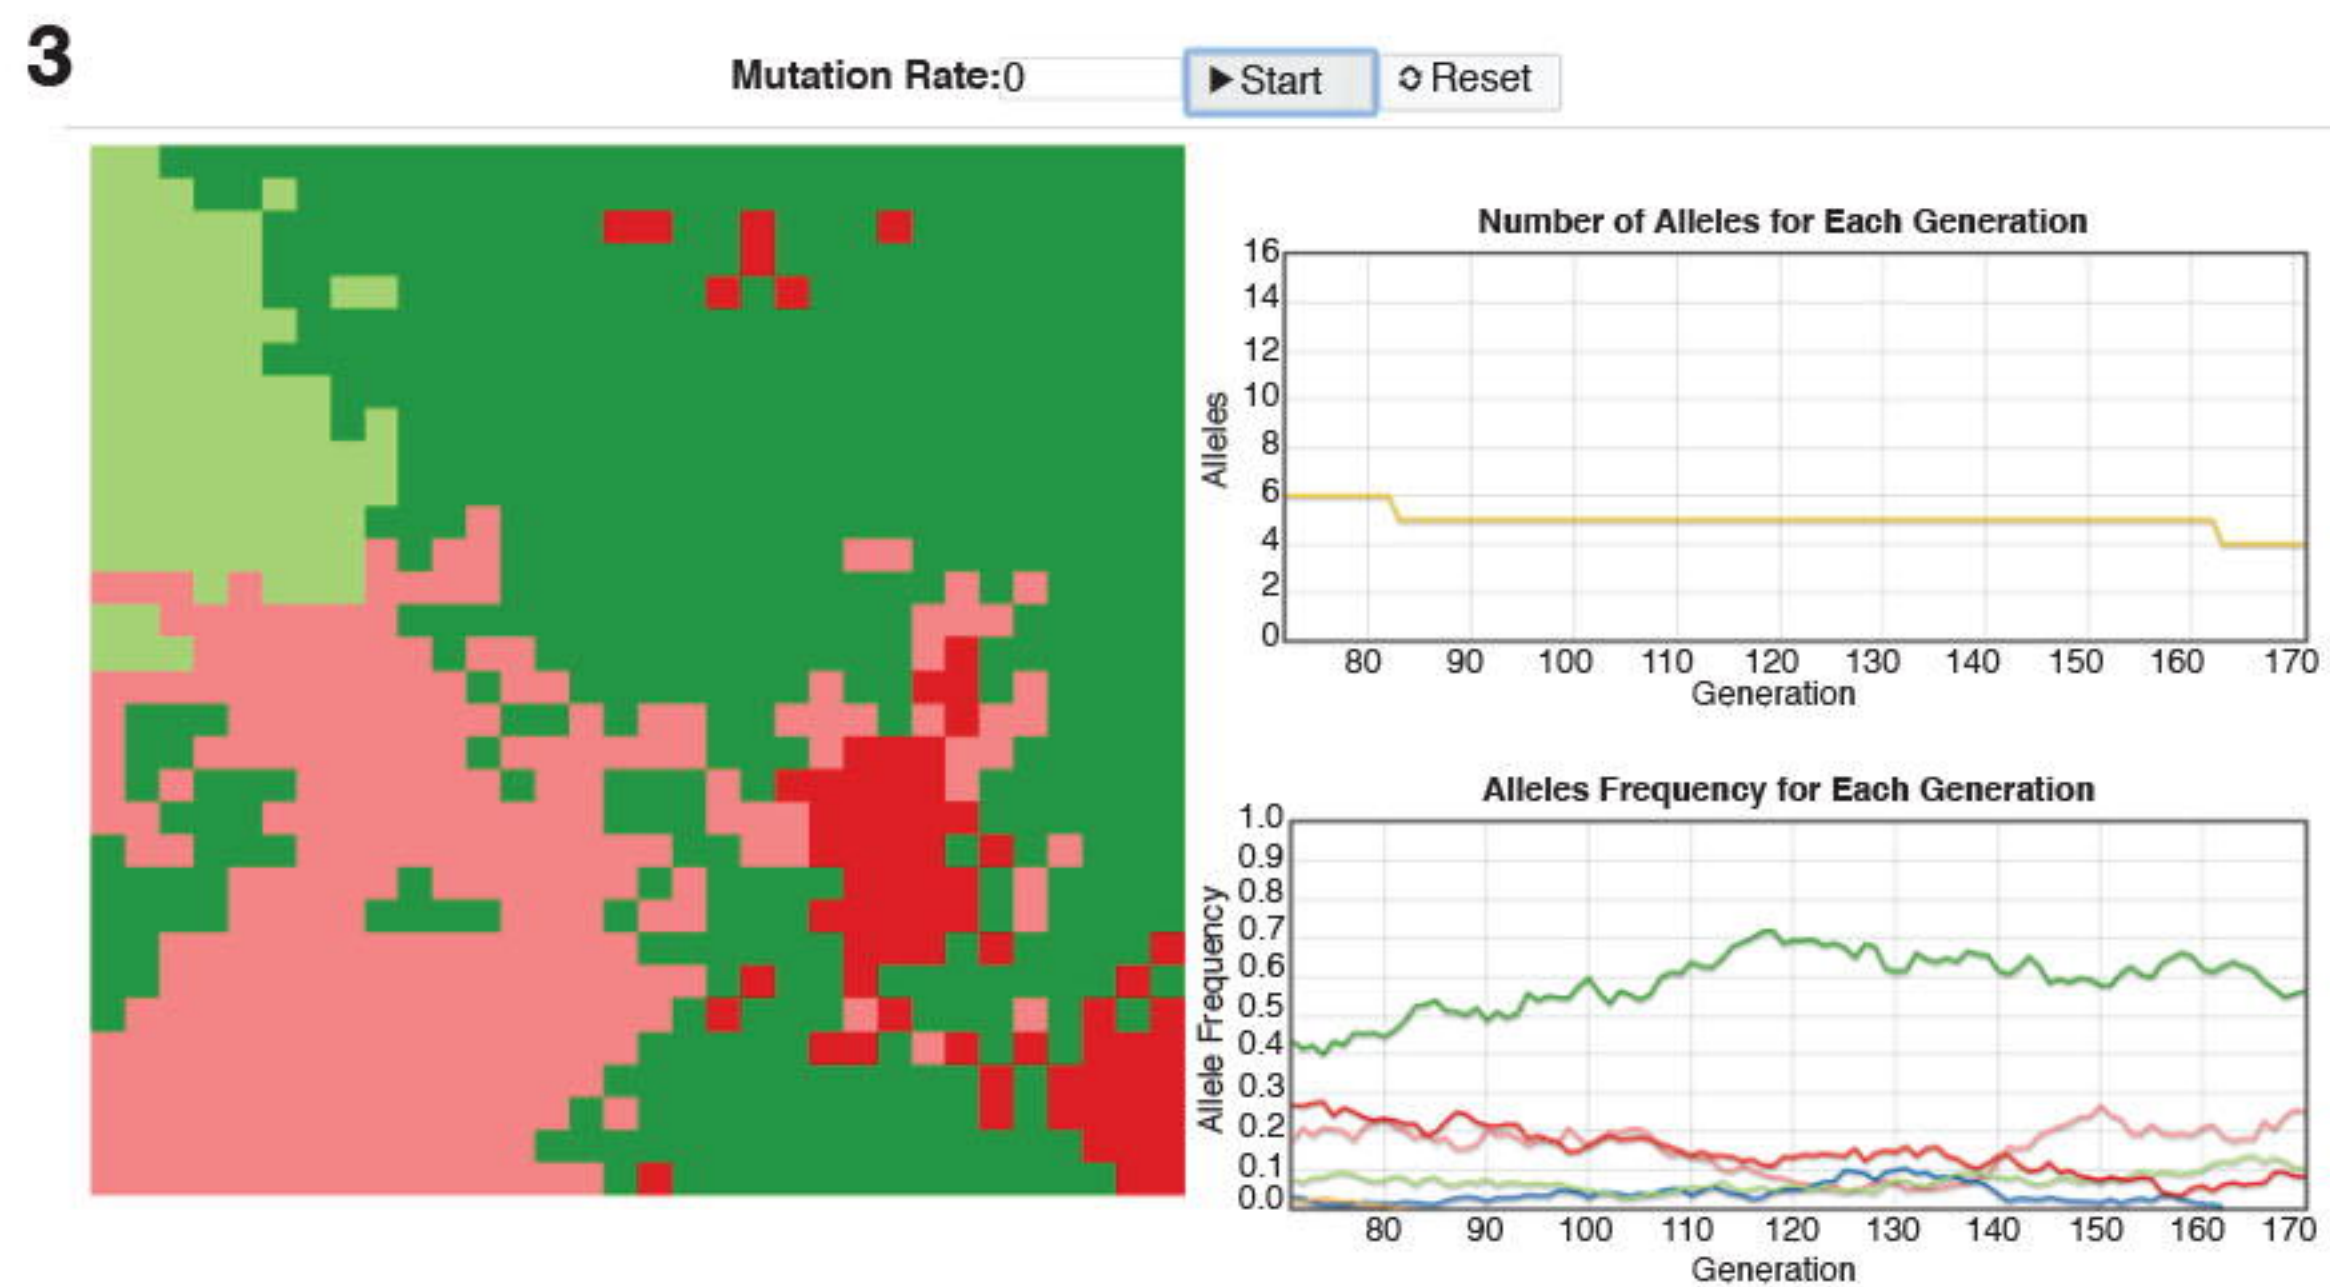 3
Mutation Rate:0 Start Reset
Number of Alleles for Each Generation
Alleles
16
14
12
10
8
6
4
2
0
80 90 100 110 120 130 140 150 160 170
Generation
Alleles Frequency for Each Generation
Allele Frequency
1.0
0.9
0.8
0.7
0.6
0.5
0.4
0.3
0.2
0.1
0.0
80 90 100 110 120 130 140 150 160 170
Generation